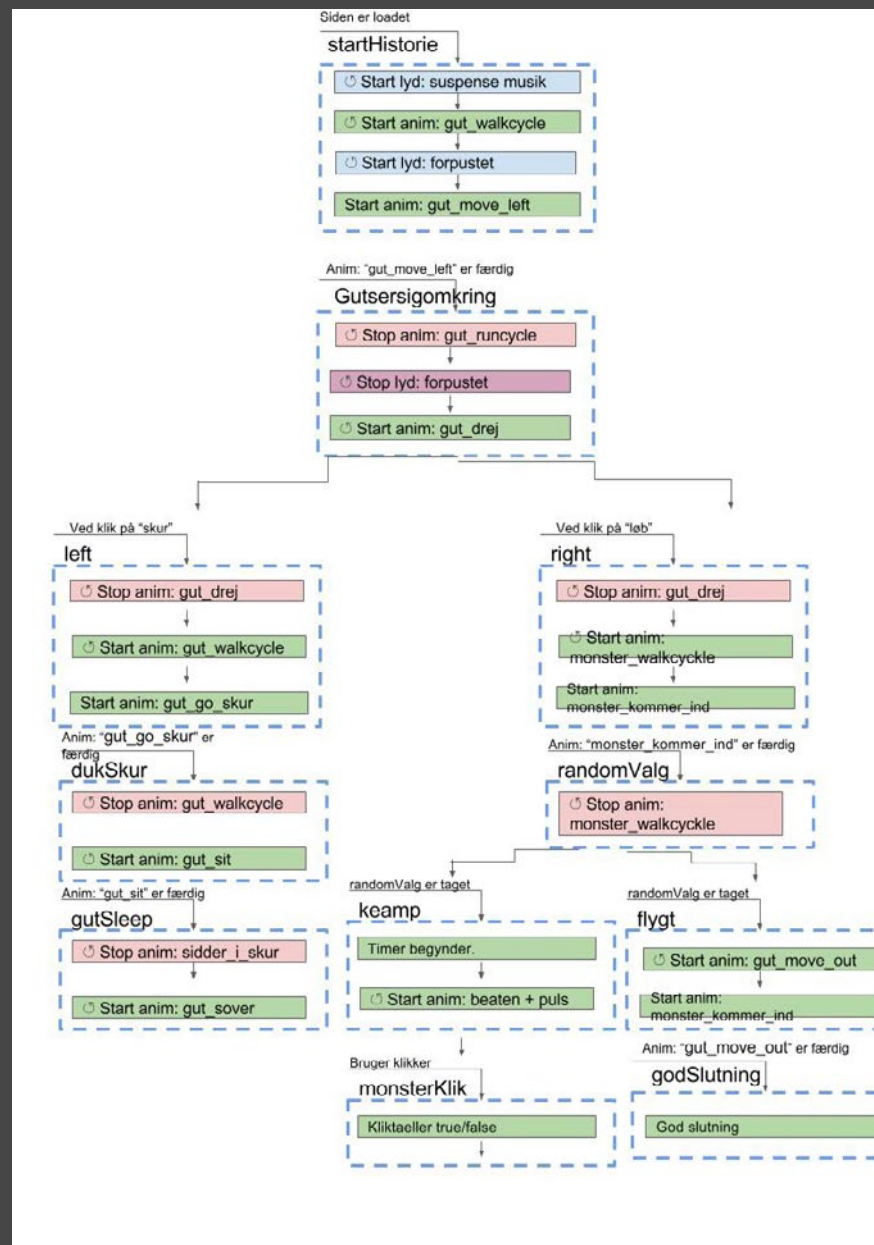 Siden er loadet
startHistorie
Start lyd: suspense musik
Start anim: gut_walkcycle
Start lyd: forpustet
Start anim: gut_move_left
Anim: "gut_move_left" er færdig
Gutsersigomkring
Stop anim: gut_runcycle
Stop lyd: forpustet
Start anim: gut_drej
Ved klik på "skur"
left
Stop anim: gut_drej
Start anim: gut_walkcycle
Start anim: gut_go_skur
Anim: "gut_go_skur" er
færdig
dukSkur
Stop anim: gut_walkcycle
Start anim: gut_sit
Anim: "gut_sit" er færdig
gutSleep
Stop anim: sidder_i_skur
Start anim: gut_sover
Ved klik på "løb"
right
Stop anim: gut_drej
Start anim:
monster_walkcyckle
Start anim:
monster_kommer_ind
Anim: "monster_kommer_ind" er færdig
randomValg
Stop anim:
monster_walkcyckle
randomValg er taget
keamp
Timer begynder.
Start anim: beaten + puls
Bruger klikker
monsterKlik
Kliktaeller true/false
randomValg er taget
flygt
Start anim: gut_move_out
Start anim:
monster_kommer_ind
Anim: "gut_move_out" er færdig
godSlutning
God slutning